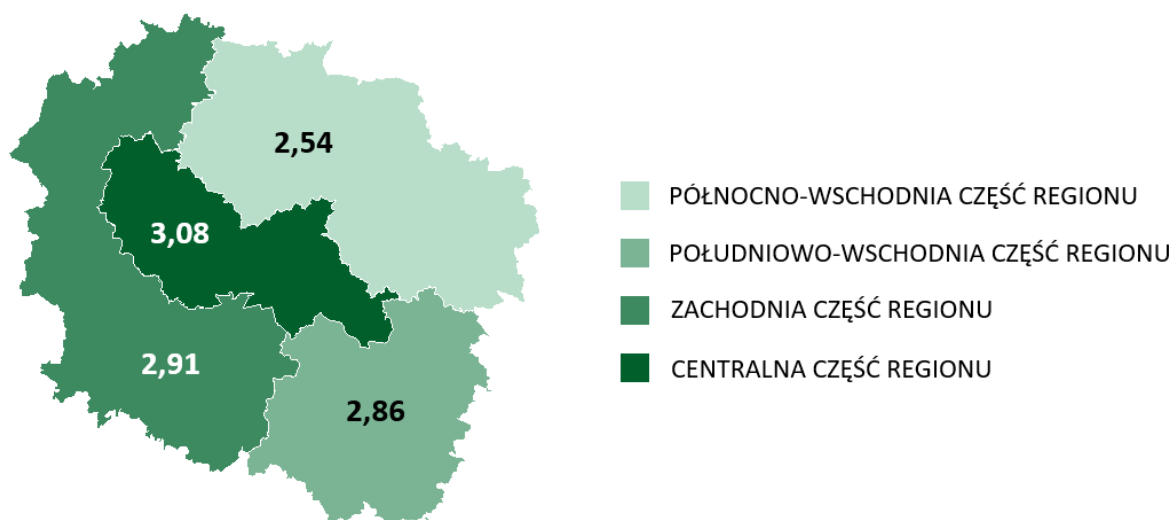 2,54
3,08
2,91
2,86
PÓŁNOCNO-WSCHODNIA CZĘŚĆ REGIONU
POŁUDNIOWO-WSCHODNIA CZĘŚĆ REGIONU
ZACHODNIA CZĘŚĆ REGIONU
CENTRALNA CZĘŚĆ REGIONU